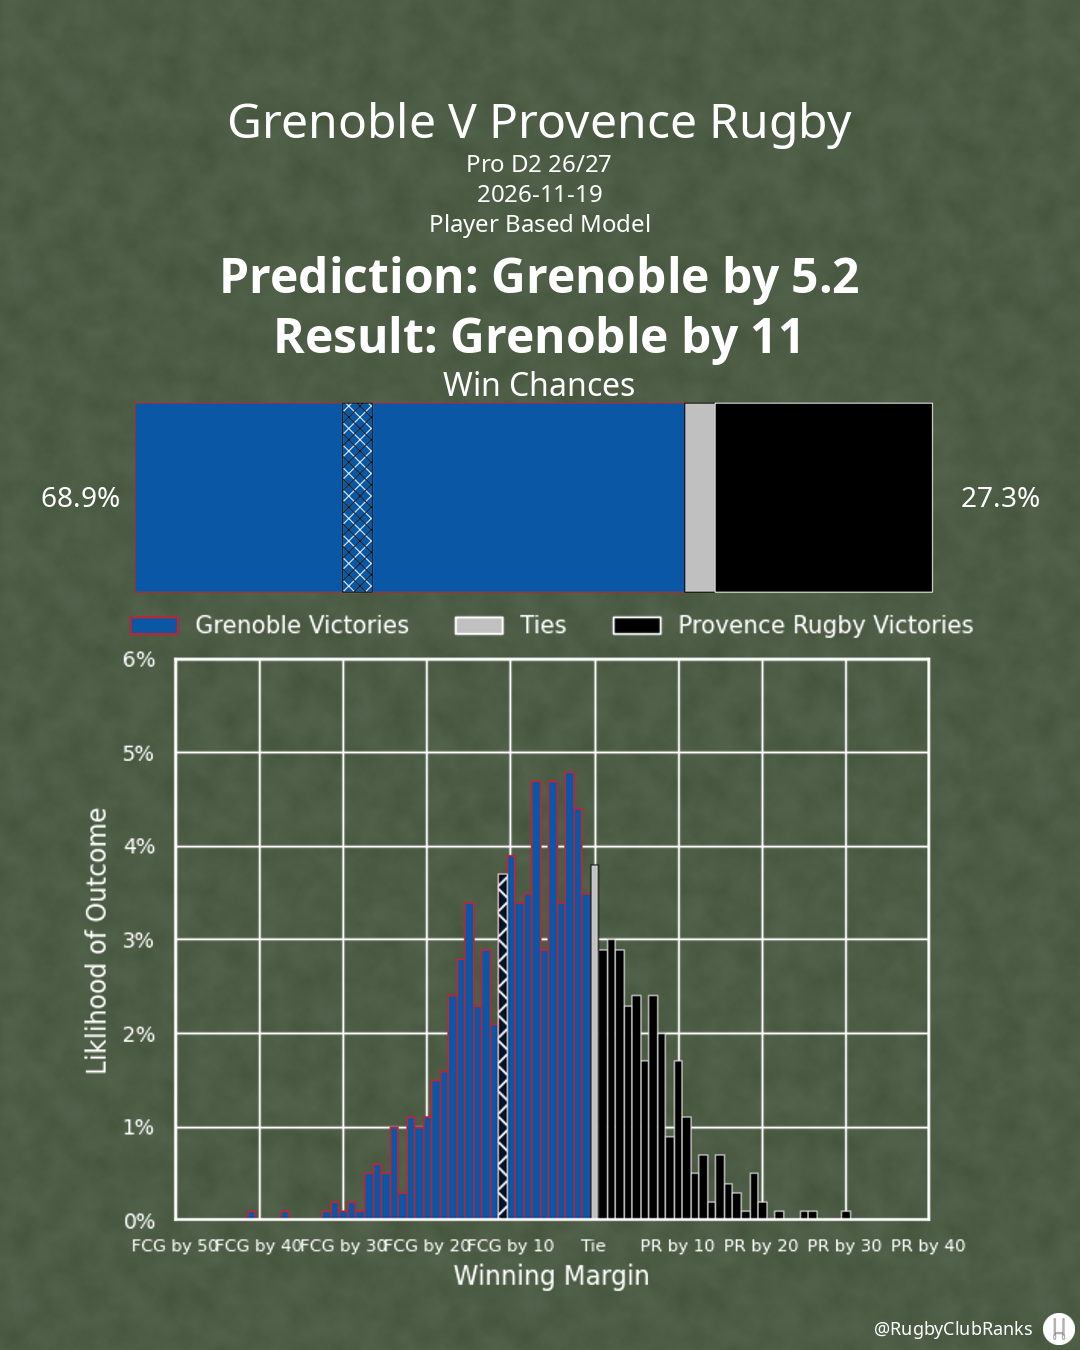 Grenoble V Provence Rugby
Pro D2 26/27
2026-11-19
Player Based Model
Prediction: Grenoble by 5.2
Result: Grenoble by 11
Win Chances
68.9%
27.3%
Grenoble Victories
Ties
Provence Rugby Victories
6%
5%
4%
3%
2%
1%
0%
Liklihood of Outcome
FCG by 50
FCG by 40
FCG by 30
FCG by 20
FCG by 10
Tie
PR by 10
PR by 20
PR by 30
PR by 40
Winning Margin
@RugbyClubRanks